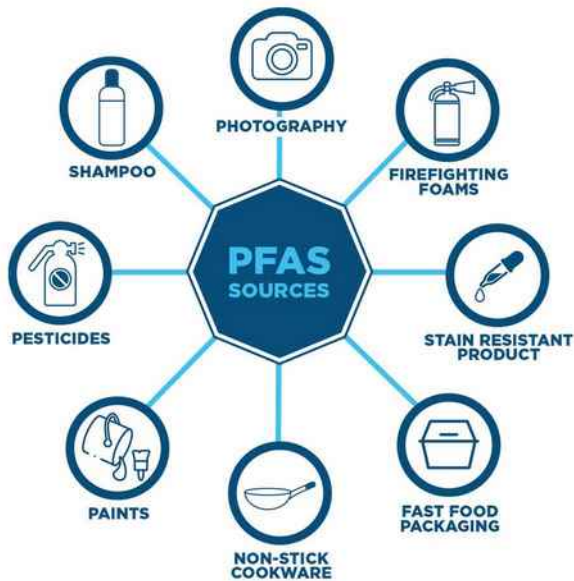 PHOTOGRAPHY
SHAMPOO
FIREFIGHTING
FOAMS
PFAS
SOURCES
PESTICIDES
STAIN RESISTANT
PRODUCT
PAINTS
FAST FOOD
PACKAGING
NON-STICK
COOKWARE